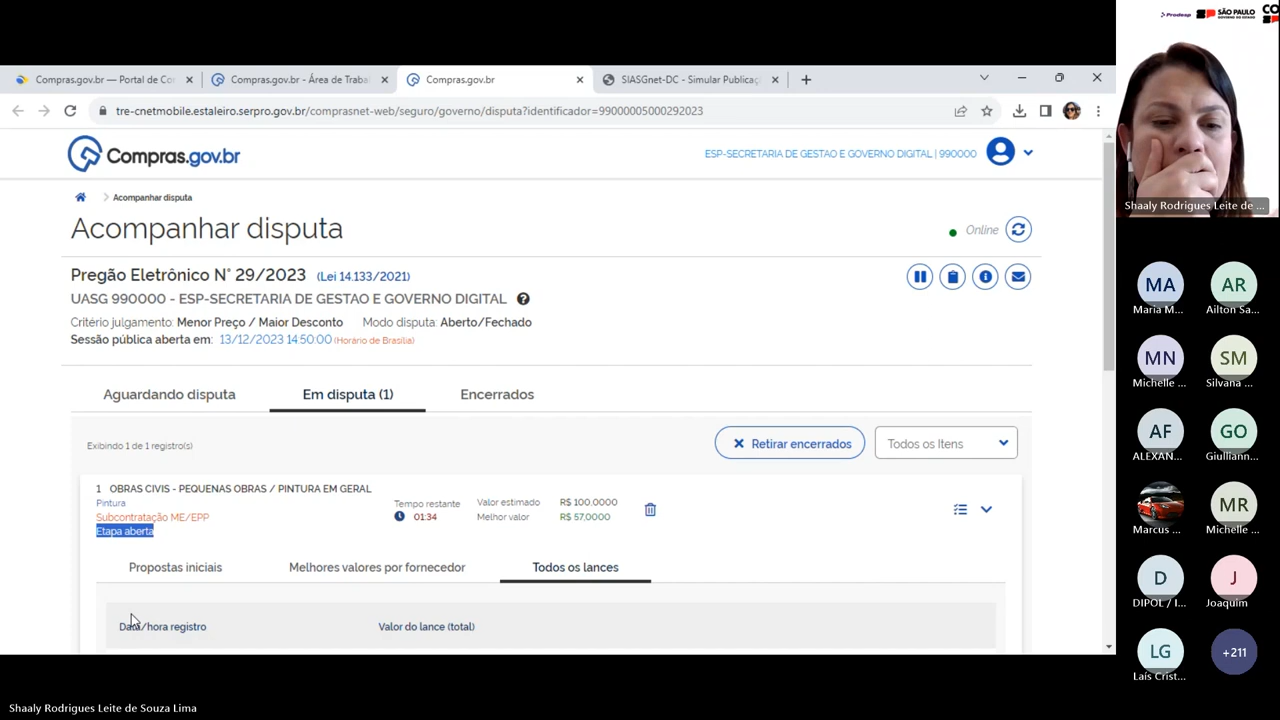 Compras.gov.br — Portal de Co
Compras.gov.br - Área de Traba
Compras.gov.br
SIASGnet-DC - Simular Publicaç
tre-cnetmobile.estaleiro.serpro.gov.br/comprasnet-web/seguro/governo/disputa?identificador=99000005000292023
Compras.gov.br
ESP-SECRETARIA DE GESTAO E GOVERNO DIGITAL | 990000
Acompanhar disputa
Acompanhar disputa
Online
Pregão Eletrônico N° 29/2023 (Lei 14.133/2021)
UASG 990000 - ESP-SECRETARIA DE GESTAO E GOVERNO DIGITAL
Critério julgamento: Menor Preço / Maior Desconto Modo disputa: Aberto/Fechado
Sessão pública aberta em: 13/12/2023 14:50:00 (Horário de Brasília)
Aguardando disputa Em disputa (1) Encerrados
Exibindo 1 de 1 registro(s)
Retirar encerrados
Todos os Itens
1 OBRAS CIVIS - PEQUENAS OBRAS / PINTURA EM GERAL
Pintura
Subcontratação ME/EPP
Etapa aberta
Tempo restante
01:34
Valor estimado R$ 100,0000
Melhor valor R$ 57,0000
Propostas iniciais Melhores valores por fornecedor Todos os lances
Data/hora registro Valor do lance (total)
Prodesp
SÃO PAULO
GOVERNO DO ESTADO
CO
Shaaly Rodrigues Leite de ...
MA AR
Maria M... Ailton Sa...
MN SM
Michelle ... Silvana ...
AF GO
ALEXAN... Giulliann...
MR
Marcus ... Michelle ...
D J
DIPOL / I... Joaquim
LG +211
Laís Crist...
Shaaly Rodrigues Leite de Souza Lima